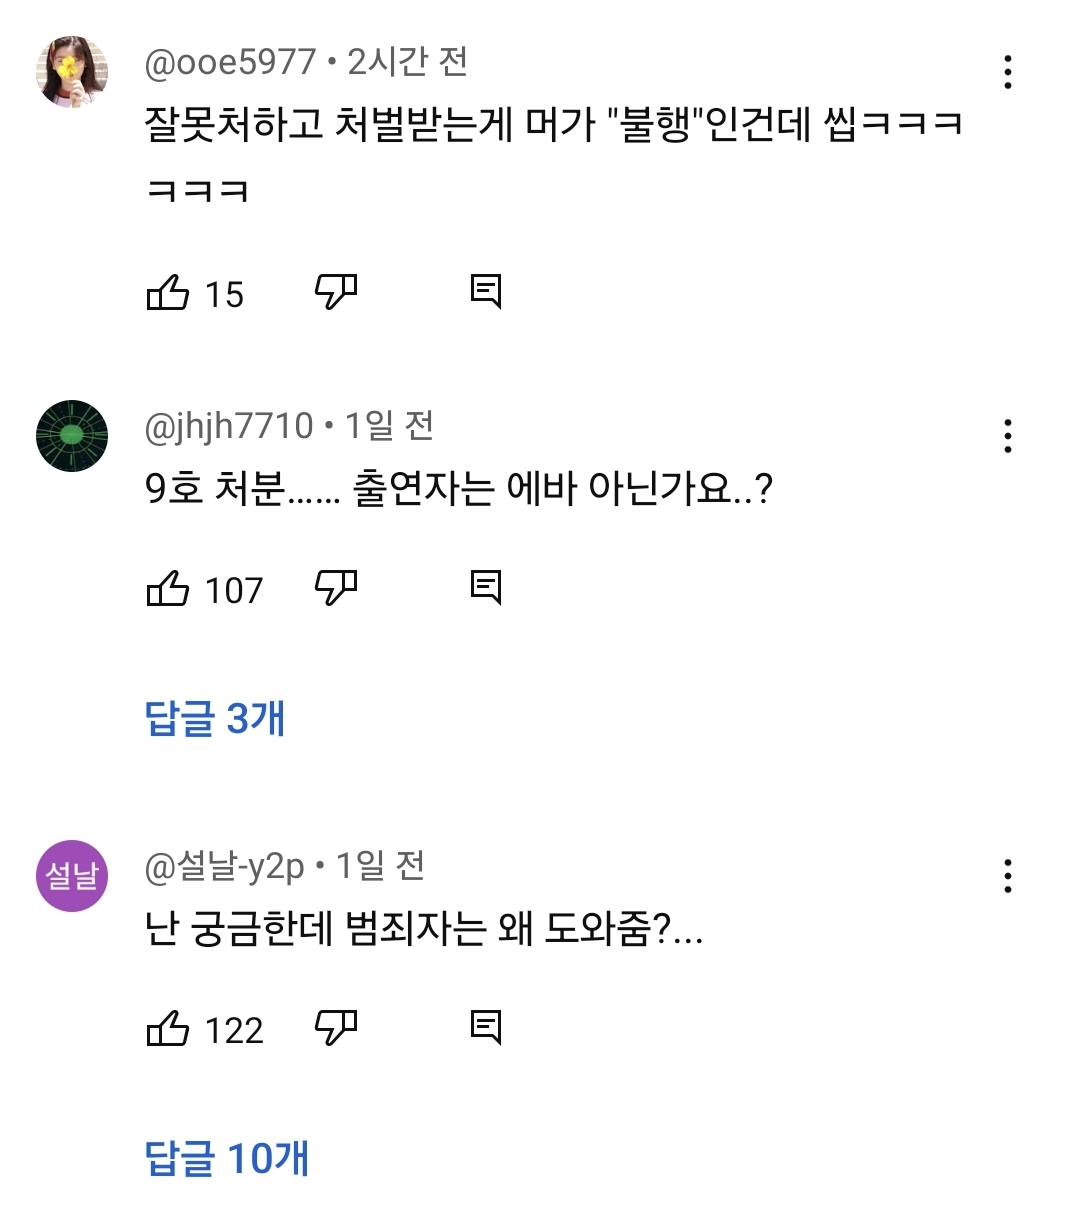 @ooe5977 • 2시간 전
잘못처하고 처벌받는게 머가 "불행"인건데 씹ㅋㅋㅋ
ㅋㅋㅋ
15
@jhjh7710 • 1일 전
9호 처분...... 출연자는 에바 아닌가요..?
107
답글 3개
설날
@설날-y2p • 1일 전
난 궁금한데 범죄자는 왜 도와줌?...
122
답글 10개